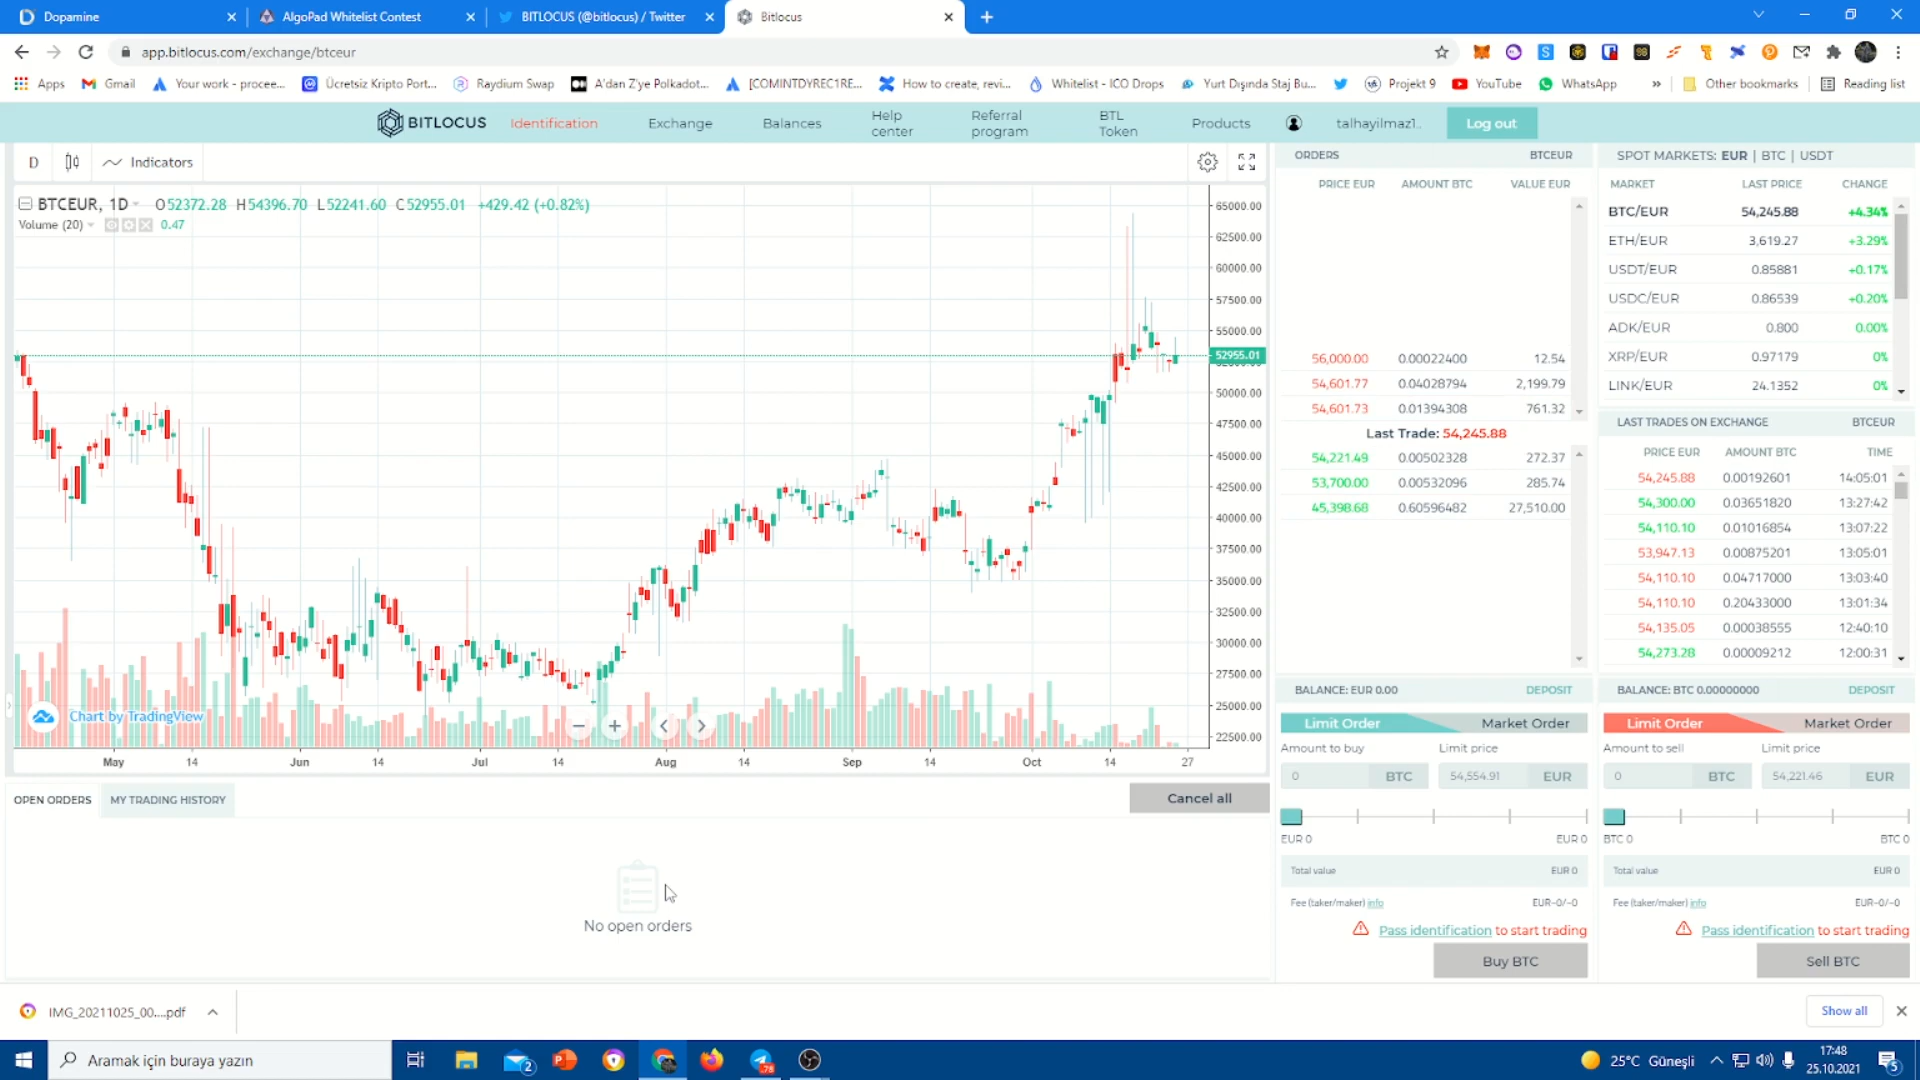 Dopamine
AlgoPad Whitelist Contest
BITLOCUS (@bitlocus) / Twitter
Bitlocus
app.bitlocus.com/exchange/btceur
Apps
Gmail
Your work - procee...
Ücretsiz Kripto Port...
Raydium Swap
A'dan Z'ye Polkadot...
[COMINTDYREC1RE...
How to create, revi...
Whitelist - ICO Drops
Yurt Dışında Staj Bu...
Projekt 9
YouTube
WhatsApp
»
Other bookmarks
Reading list
BITLOCUS
Identification
Exchange
Balances
Help center
Referral program
BTL Token
Products
talhayilmaz1..
Log out
D
Indicators
BTCEUR, 1D O52372.28 H54396.70 L52241.60 C52955.01 +429.42 (+0.82%)
Volume (20) 0.47
65000.00
62500.00
60000.00
57500.00
55000.00
52955.01
50000.00
47500.00
45000.00
42500.00
40000.00
37500.00
35000.00
32500.00
30000.00
27500.00
25000.00
22500.00
Chart by TradingView
May 14 Jun 14 Jul 14 Aug 14 Sep 14 Oct 14 27
OPEN ORDERS
MY TRADING HISTORY
Cancel all
No open orders
ORDERS BTCEUR
PRICE EUR AMOUNT BTC VALUE EUR
56,000.00 0.00022400 12.54
54,601.77 0.04028794 2,199.79
54,601.73 0.01394308 761.32
Last Trade: 54,245.88
54,221.49 0.00502328 272.37
53,700.00 0.00532096 285.74
45,398.68 0.60596482 27,510.00
SPOT MARKETS: EUR | BTC | USDT
MARKET LAST PRICE CHANGE
BTC/EUR 54,245.88 +4.34%
ETH/EUR 3,619.27 +3.29%
USDT/EUR 0.85881 +0.17%
USDC/EUR 0.86539 +0.20%
ADK/EUR 0.800 0.00%
XRP/EUR 0.97179 0%
LINK/EUR 24.1352 0%
LAST TRADES ON EXCHANGE BTCEUR
PRICE EUR AMOUNT BTC TIME
54,245.88 0.00192601 14:05:01
54,300.00 0.03651820 13:27:42
54,110.10 0.01016854 13:07:22
53,947.13 0.00875201 13:05:01
54,110.10 0.04717000 13:03:40
54,110.10 0.20433000 13:01:34
54,135.05 0.00038555 12:40:10
54,273.28 0.00009212 12:00:31
BALANCE: EUR 0.00 DEPOSIT
Limit Order Market Order
Amount to buy Limit price
0 BTC 54,554.91 EUR
EUR 0 EUR 0
Total value EUR 0
Fee (taker/maker) info EUR-0/-0
Pass identification to start trading
Buy BTC
BALANCE: BTC 0.00000000 DEPOSIT
Limit Order Market Order
Amount to sell Limit price
0 BTC 54,221.46 EUR
BTC 0 BTC 0
Total value EUR 0
Fee (taker/maker) info EUR-0/-0
Pass identification to start trading
Sell BTC
IMG_20211025_00....pdf
Show all
Aramak için buraya yazın
2
78
25°C Güneşli
17:48
25.10.2021
5